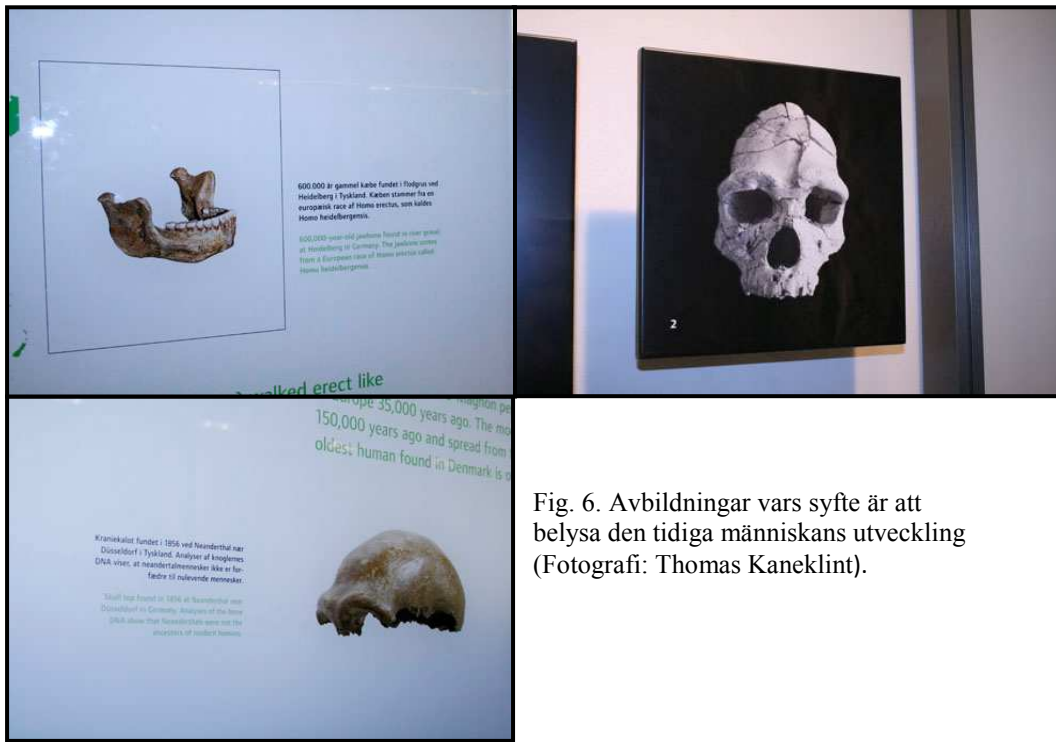 600.000 år gammel kæbe fundet i flodgrus ved
Heidelberg i Tyskland. Kæben stammer fra en
europæisk race af Homo erectus, som kaldes
Homo heidelbergensis.
600,000-year-old jawbone found in river gravel
at Heidelberg in Germany. The jawbone comes
from a European race of Homo erectus called
Homo heidelbergensis.
walked erect like
2
Magnon
Europe 35,000 years ago. The
150,000 years ago and spread from
oldest human found in Denmark is
Kraniekalot fundet i 1856 ved Neanderthal nær
Düsseldorf i Tyskland. Analyser af knoglernes
DNA viser, at neandertalmennesker ikke er for-
fædre til nulevende mennesker.
Skull top found in 1856 at Neanderthal near
Düsseldorf in Germany. Analyses of the bone
DNA show that Neanderthals were not the
ancestors of modern humans.
Fig. 6. Avbildningar vars syfte är att
belysa den tidiga människans utveckling
(Fotografi: Thomas Kaneklint).